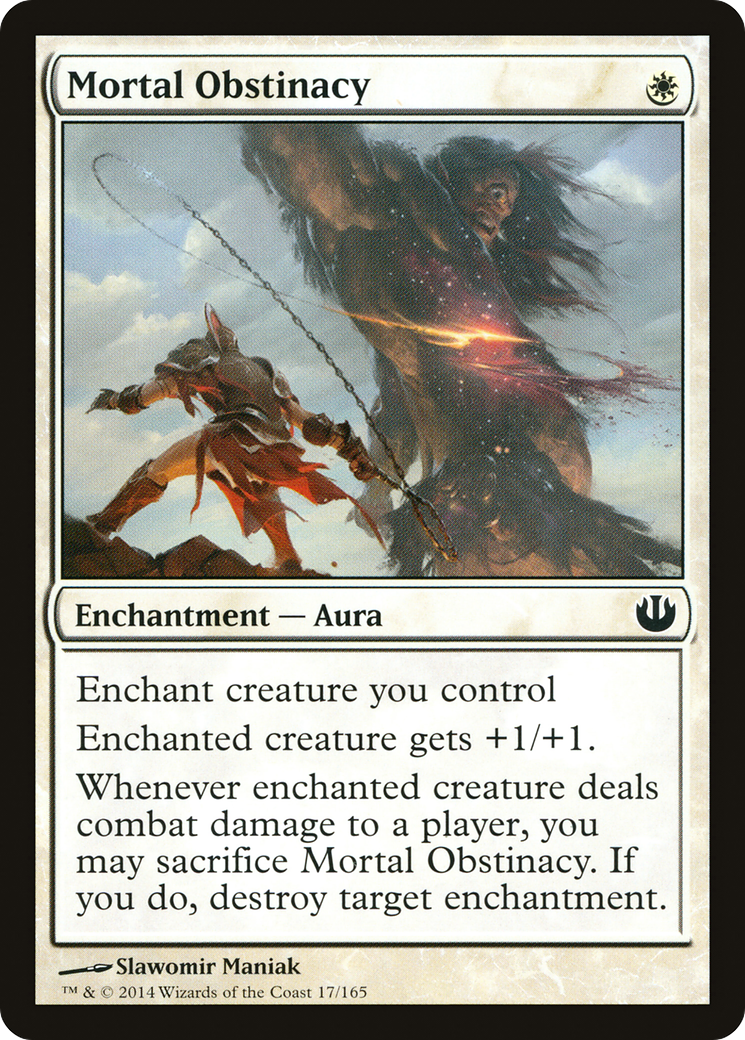 Mortal Obstinacy
Enchantment — Aura
Enchant creature you control
Enchanted creature gets +1/+1.
Whenever enchanted creature deals
combat damage to a player, you
may sacrifice Mortal Obstinacy. If
you do, destroy target enchantment.
Slawomir Maniak
™ & © 2014 Wizards of the Coast 17/165